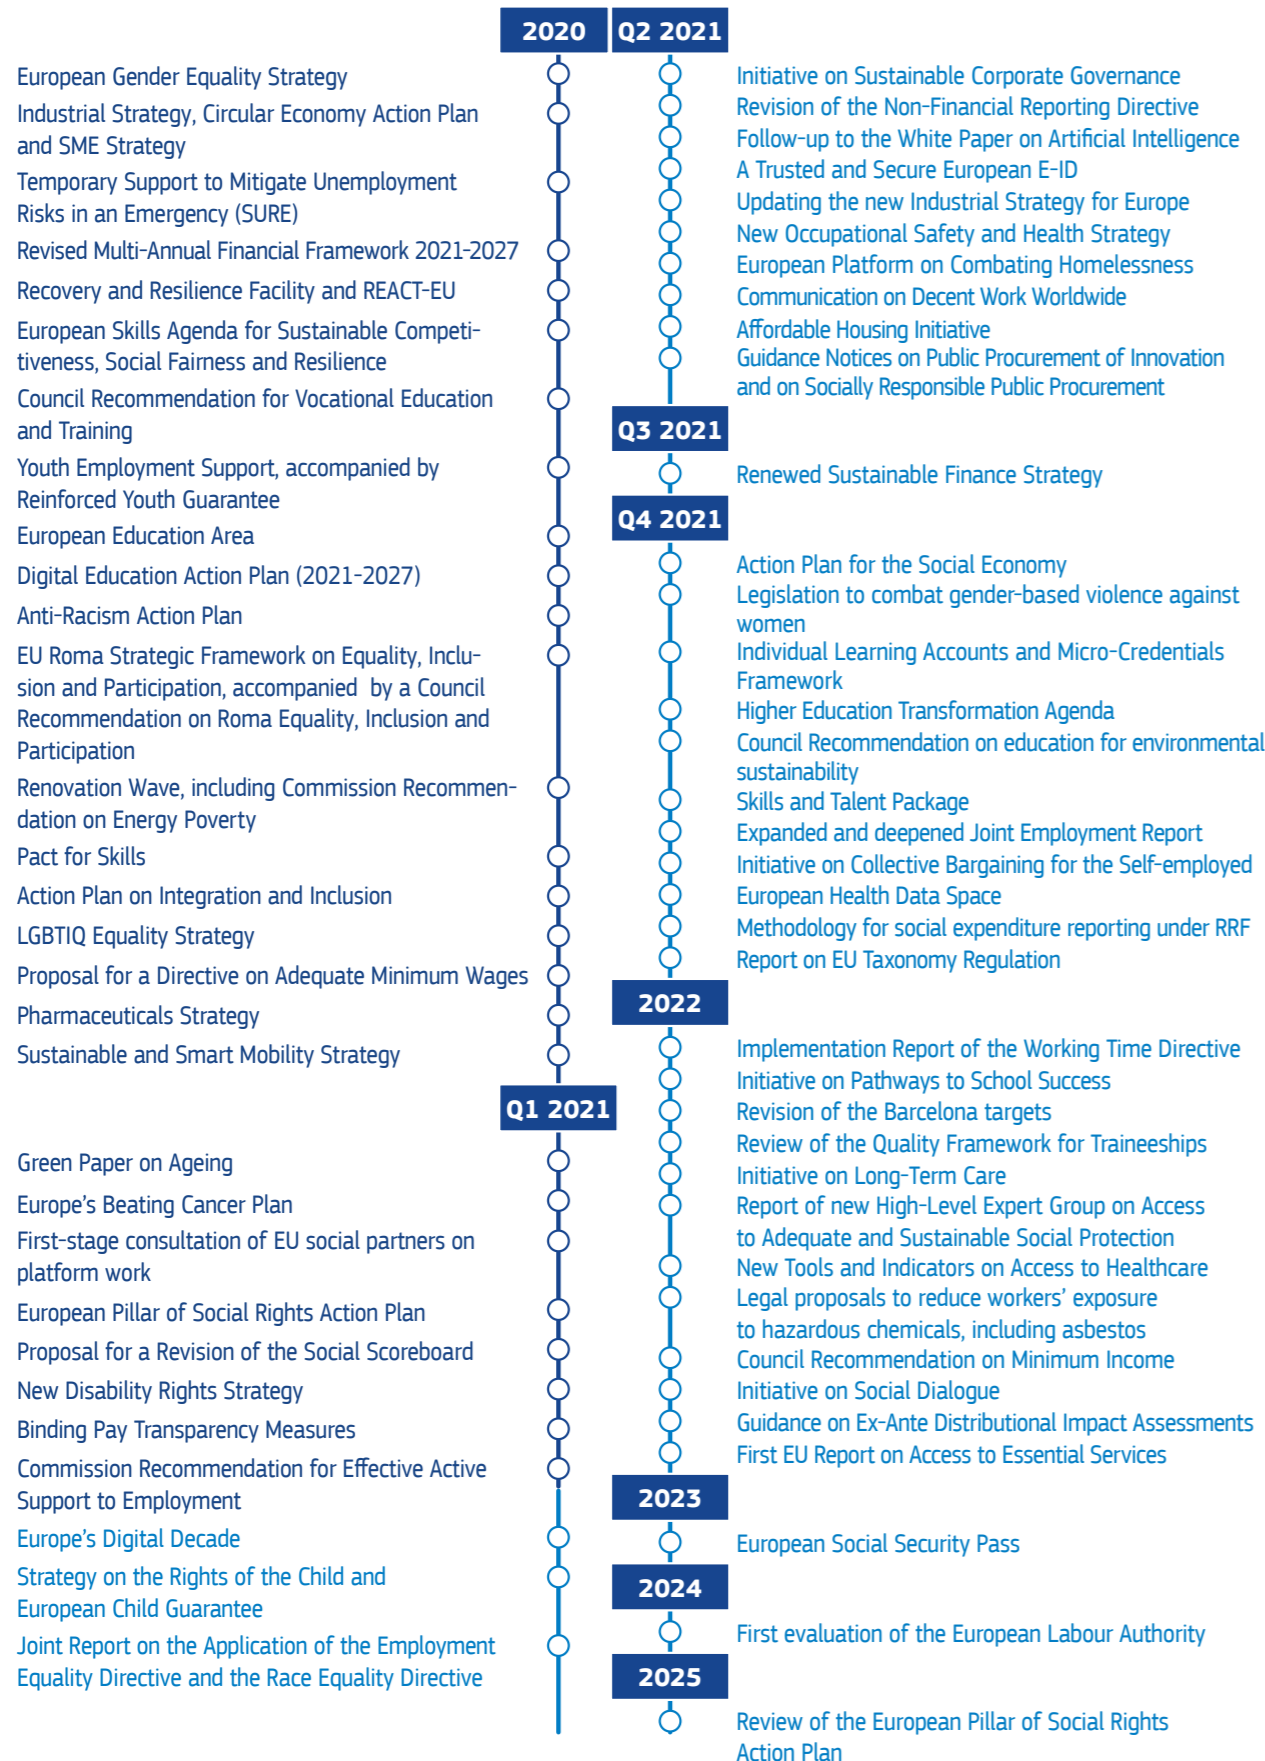 2020
European Gender Equality Strategy
Industrial Strategy, Circular Economy Action Plan
and SME Strategy
Temporary Support to Mitigate Unemployment
Risks in an Emergency (SURE)
Revised Multi-Annual Financial Framework 2021-2027
Recovery and Resilience Facility and REACT-EU
European Skills Agenda for Sustainable Competi-
tiveness, Social Fairness and Resilience
Council Recommendation for Vocational Education
and Training
Youth Employment Support, accompanied by
Reinforced Youth Guarantee
European Education Area
Digital Education Action Plan (2021-2027)
Anti-Racism Action Plan
EU Roma Strategic Framework on Equality, Inclu-
sion and Participation, accompanied by a Council
Recommendation on Roma Equality, Inclusion and
Participation
Renovation Wave, including Commission Recommen-
dation on Energy Poverty
Pact for Skills
Action Plan on Integration and Inclusion
LGBTIQ Equality Strategy
Proposal for a Directive on Adequate Minimum Wages
Pharmaceuticals Strategy
Sustainable and Smart Mobility Strategy
Q1 2021
Green Paper on Ageing
Europe's Beating Cancer Plan
First-stage consultation of EU social partners on
platform work
European Pillar of Social Rights Action Plan
Proposal for a Revision of the Social Scoreboard
New Disability Rights Strategy
Binding Pay Transparency Measures
Commission Recommendation for Effective Active
Support to Employment
Europe's Digital Decade
Strategy on the Rights of the Child and
European Child Guarantee
Joint Report on the Application of the Employment
Equality Directive and the Race Equality Directive
Q2 2021
Initiative on Sustainable Corporate Governance
Revision of the Non-Financial Reporting Directive
Follow-up to the White Paper on Artificial Intelligence
A Trusted and Secure European E-ID
Updating the new Industrial Strategy for Europe
New Occupational Safety and Health Strategy
European Platform on Combating Homelessness
Communication on Decent Work Worldwide
Affordable Housing Initiative
Guidance Notices on Public Procurement of Innovation
and on Socially Responsible Public Procurement
Q3 2021
Renewed Sustainable Finance Strategy
Q4 2021
Action Plan for the Social Economy
Legislation to combat gender-based violence against
women
Individual Learning Accounts and Micro-Credentials
Framework
Higher Education Transformation Agenda
Council Recommendation on education for environmental
sustainability
Skills and Talent Package
Expanded and deepened Joint Employment Report
Initiative on Collective Bargaining for the Self-employed
European Health Data Space
Methodology for social expenditure reporting under RRF
Report on EU Taxonomy Regulation
2022
Implementation Report of the Working Time Directive
Initiative on Pathways to School Success
Revision of the Barcelona targets
Review of the Quality Framework for Traineeships
Initiative on Long-Term Care
Report of new High-Level Expert Group on Access
to Adequate and Sustainable Social Protection
New Tools and Indicators on Access to Healthcare
Legal proposals to reduce workers' exposure
to hazardous chemicals, including asbestos
Council Recommendation on Minimum Income
Initiative on Social Dialogue
Guidance on Ex-Ante Distributional Impact Assessments
First EU Report on Access to Essential Services
2023
European Social Security Pass
2024
First evaluation of the European Labour Authority
2025
Review of the European Pillar of Social Rights
Action Plan